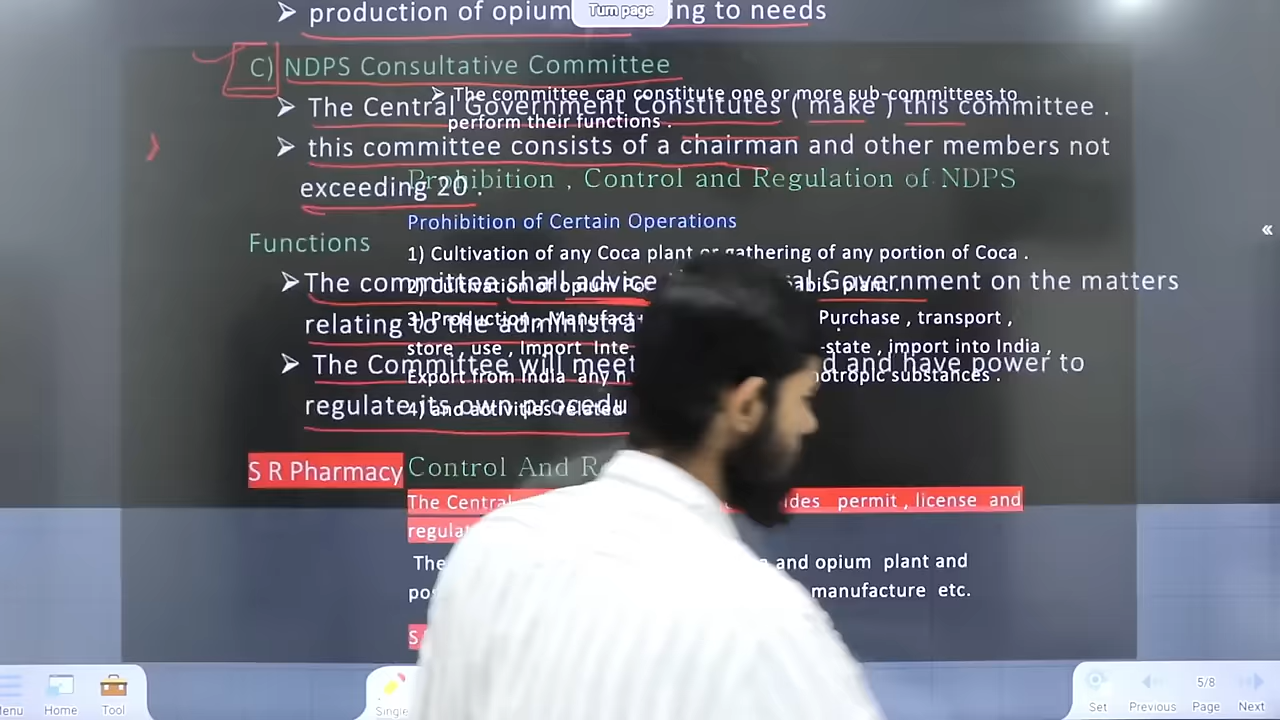 production of opium
ing to needs
Turn page
C) NDPS Consultative Committee
➤ The Central Government Constitutes ( make ) this committee .
➤ this committee consists of a chairman and other members not
exceeding 20 .
➤ The committee can constitute one or more sub-committees to
perform their functions .
Prohibition , Control and Regulation of NDPS
Functions
➤ The committee shall advice
Government on the matters
relating to the administra
➤ The Committee will meet
and have power to
regulate its own procedu
Prohibition of Certain Operations
1) Cultivation of any Coca plant or gathering of any portion of Coca .
2) Cultivation of opium Po
plant .
3) Production , Manufact
Purchase , transport ,
store , use , Import Inte
-state , import into India ,
Export from India any n
otropic substances .
4) and activities related
S R Pharmacy
Control And Re
The Central
ides permit , license and
regula
The
a and opium plant and
pos
manufacture etc.
S
«
enu
Home
Tool
Single
Set
Previous
5/8
Page
Next